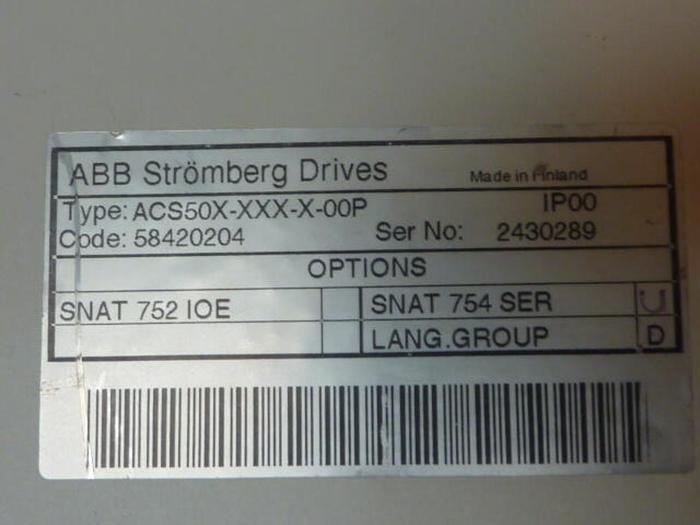 ABB Strömberg Drives Made in Finland
Type: ACS50X-XXX-X-00P IP00
Code: 58420204 Ser No: 2430289
OPTIONS
SNAT 752 IOE SNAT 754 SER
LANG.GROUP D